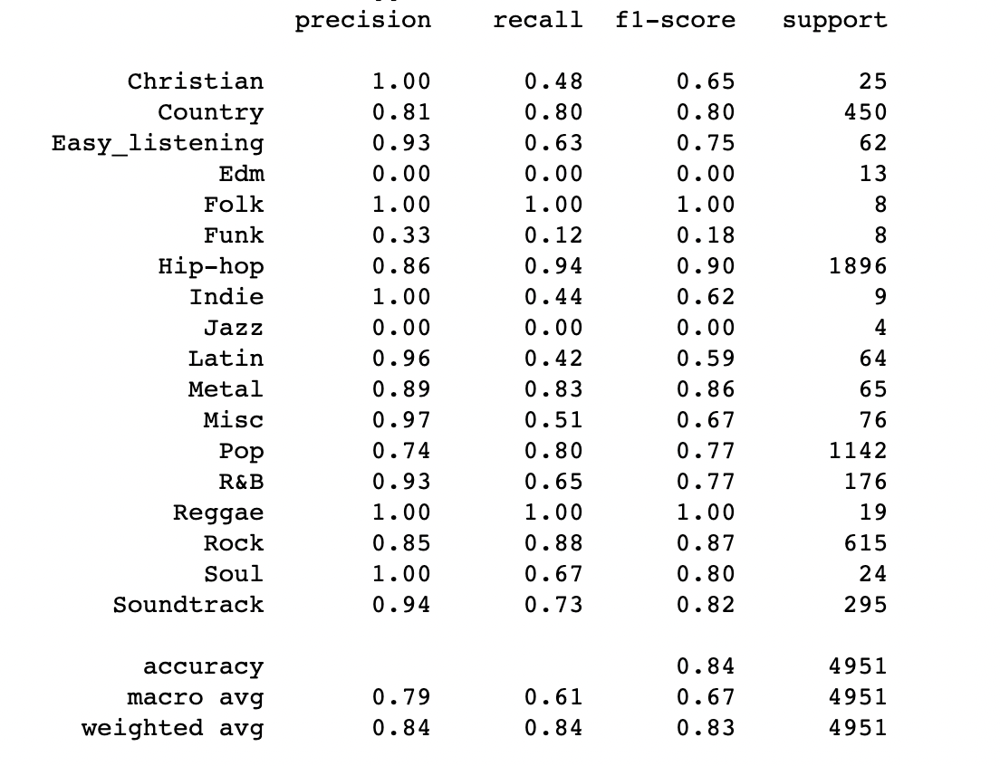 precision recall f1-score support
Christian 1.00 0.48 0.65 25
Country 0.81 0.80 0.80 450
Easy_listening 0.93 0.63 0.75 62
Edm 0.00 0.00 0.00 13
Folk 1.00 1.00 1.00 8
Funk 0.33 0.12 0.18 8
Hip-hop 0.86 0.94 0.90 1896
Indie 1.00 0.44 0.62 9
Jazz 0.00 0.00 0.00 4
Latin 0.96 0.42 0.59 64
Metal 0.89 0.83 0.86 65
Misc 0.97 0.51 0.67 76
Pop 0.74 0.80 0.77 1142
R&B 0.93 0.65 0.77 176
Reggae 1.00 1.00 1.00 19
Rock 0.85 0.88 0.87 615
Soul 1.00 0.67 0.80 24
Soundtrack 0.94 0.73 0.82 295
accuracy 0.84 4951
macro avg 0.79 0.61 0.67 4951
weighted avg 0.84 0.84 0.83 4951